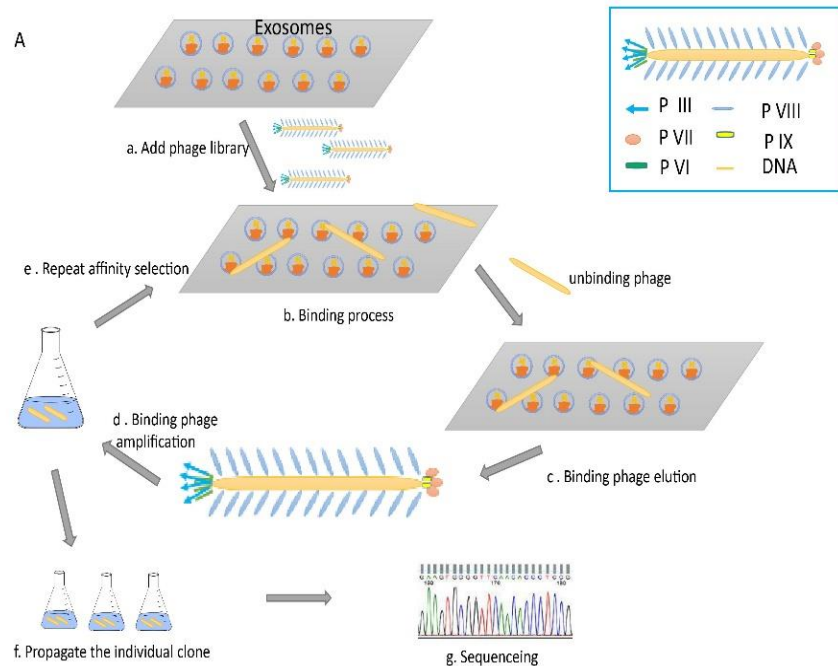 A
Exosomes
a. Add phage library
P III
P VIII
P VII
P IX
P VI
DNA
e . Repeat affinity selection
unbinding phage
b. Binding process
d . Binding phage
amplification
c . Binding phage elution
f. Propagate the individual clone
g. Sequenceing